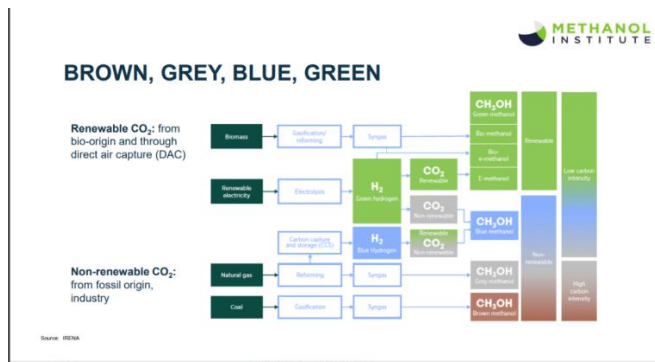 METHANOL
INSTITUTE
BROWN, GREY, BLUE, GREEN
Renewable CO₂: from
bio-origin and through
direct air capture (DAC)
Non-renewable CO₂:
from fossil origin,
industry
Biomass
Gasification/
reforming
Syngas
Renewable
electricity
Electrolysis
H₂
Green hydrogen
CO₂
Renewable
CO₂
Non-renewable
Carbon capture
and storage (CCS)
H₂
Blue Hydrogen
Renewable
CO₂
Non-renewable
Natural gas
Reforming
Syngas
Coal
Gasification
Syngas
CH₃OH
Green methanol
Bio-methanol
Bio-
e-methanol
E-methanol
CH₃OH
Blue methanol
CH₃OH
Grey methanol
CH₃OH
Brown methanol
Renewable
Non-
renewable
Low carbon
intensity
High
carbon
intensity
Source: IRENA